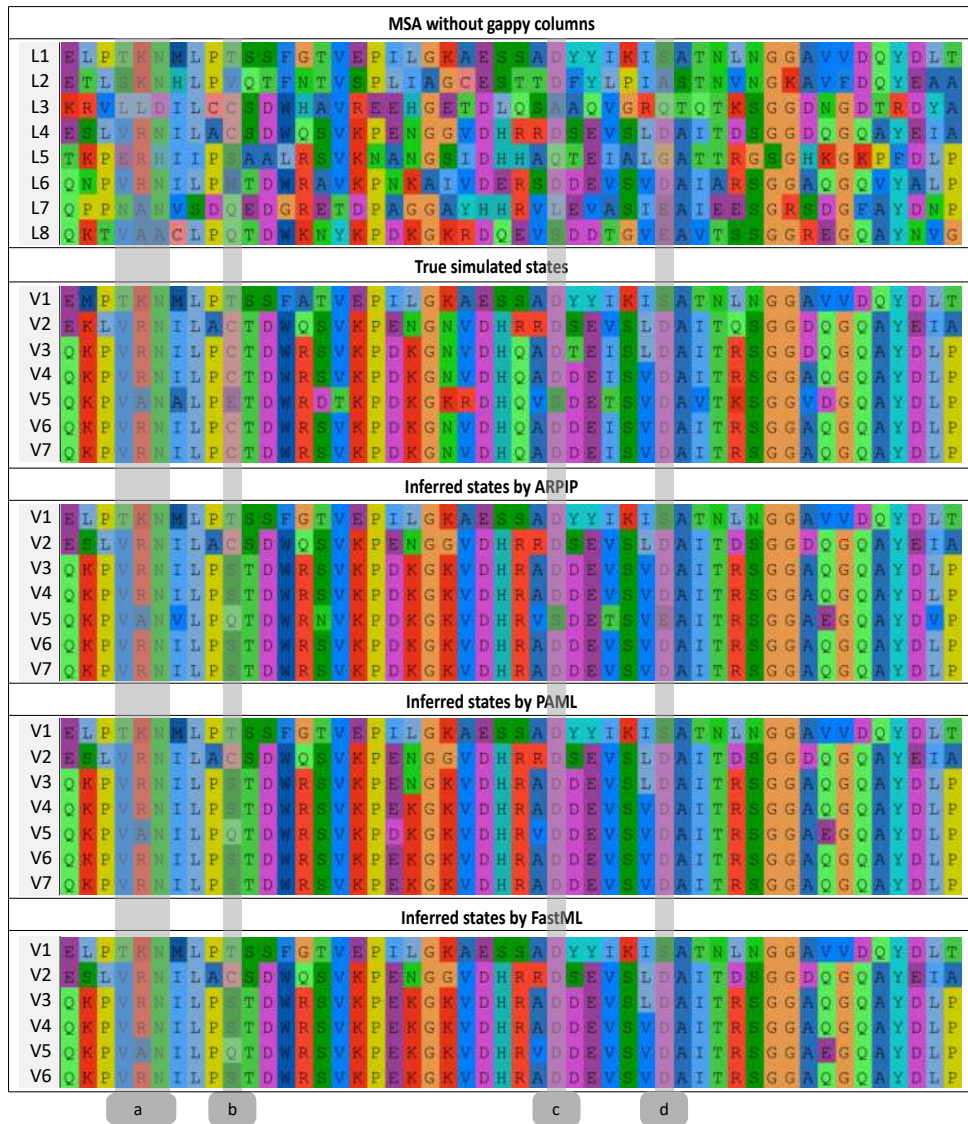 MSA without gappy columns
L1 E L P T K N M L P T S S F G T V E P I L G K A E S S A D Y Y I K I S A T N L N G G A V V D Q Y D L T
L2 E T L S K N H L P V Q T F N T V S P L I A G C E S T T D F Y L P I A S T N V N G K A V F D Q Y E A A
L3 K R V L L D I L C C S D W H A V R E E H G E T D L Q S A A Q V G R Q T Q T K S G G D N G D T R D Y A
L4 E S L V R N I L A C S D W Q S V K P E N G G V D H R R D S E V S L D A I T D S G G D Q G Q A Y E I A
L5 T K P E R H I I P S A A L R S V K N A N G S I D H H A Q T E I A L G A T T R G S G H K G K P F D L P
L6 Q N P V R N I L P W T D W R A V K P N K A I V D E R S D D E V S V D A I A R S G G A Q G Q V Y A L P
L7 Q P P N A N V S D Q E D G R E T D P A G G A Y H H R V L E V A S I E A I E E S G R S D G F A Y D N P
L8 Q K T V A A C L P Q T D W K N Y K P D K G K R D Q E V S D D T G V E A V T S S G G R E G Q A Y N V G
True simulated states
V1 E M P T K N M L P T S S F A T V E P I L G K A E S S A D Y Y I K I S A T N L N G G A V V D Q Y D L T
V2 E K L V R N I L A C T D W Q S V K P E N G N V D H R R D S E V S L D A I T Q S G G D Q G Q A Y E I A
V3 Q K P V R N I L P C T D W R S V K P D K G N V D H Q A D T E I S L D A I T R S G G D Q G Q A Y D L P
V4 Q K P V R N I L P C T D W R S V K P D K G N V D H Q A D D E I S V D A I T R S G G A Q G Q A Y D L P
V5 Q K P V A N A L P E T D W R D T K P D K G K R D H Q V S D E T S V D A V T K S G G V D G Q A Y D L P
V6 Q K P V R N I L P C T D W R S V K P D K G N V D H Q A D D E I S V D A I T R S G G A Q G Q A Y D L P
V7 Q K P V R N I L P C T D W R S V K P D K G N V D H Q A D D E I S V D A I T R S G G A Q G Q A Y D L P
Inferred states by ARPIP
V1 E L P T K N M L P T S S F G T V E P I L G K A E S S A D Y Y I K I S A T N L N G G A V V D Q Y D L T
V2 E S L V R N I L A C S D W Q S V K P E N G G V D H R R D S E V S L D A I T D S G G D Q G Q A Y E I A
V3 Q K P V R N I L P S T D W R S V K P D K G K V D H R A D D E V S V D A I T R S G G A Q G Q A Y D L P
V4 Q K P V R N I L P S T D W R S V K P D K G K V D H R A D D E V S V D A I T R S G G A Q G Q A Y D L P
V5 Q K P V A N V L P Q T D W R N V K P D K G K V D H R V S D E T S V E A I T R S G G A E G Q A Y D V P
V6 Q K P V R N I L P S T D W R S V K P D K G K V D H R A D D E V S V D A I T R S G G A Q G Q A Y D L P
V7 Q K P V R N I L P S T D W R S V K P D K G K V D H R A D D E V S V D A I T R S G G A Q G Q A Y D L P
Inferred states by PAML
V1 E L P T K N M L P T S S F G T V E P I L G K A E S S A D Y Y I K I S A T N L N G G A V V D Q Y D L T
V2 E S L V R N I L A C S D W Q S V K P E N G G V D H R R D S E V S L D A I T D S G G D Q G Q A Y E I A
V3 Q K P V R N I L P S T D W R S V K P E K G K V D H R A D D E V S L D A I T R S G G A Q G Q A Y D L P
V4 Q K P V R N I L P S T D W R S V K P E K G K V D H R A D D E V S V D A I T R S G G A Q G Q A Y D L P
V5 Q K P V A N I L P Q T D W R S V K P D K G K V D H R V D D E V S V D A I T R S G G A E G Q A Y D L P
V6 Q K P V R N I L P S T D W R S V K P E K G K V D H R A D D E V S V D A I T R S G G A Q G Q A Y D L P
V7 Q K P V R N I L P S T D W R S V K P E K G K V D H R A D D E V S V D A I T R S G G A Q G Q A Y D L P
Inferred states by FastML
V1 E L P T K N M L P T S S F G T V E P I L G K A E S S A D Y Y I K I S A T N L N G G A V V D Q Y D L T
V2 E S L V R N I L A C S D W Q S V K P E N G G V D H R R D S E V S L D A I T D S G G D Q G Q A Y E I A
V3 Q K P V R N I L P S T D W R S V K P E K G K V D H R A D D E V S L D A I T R S G G A Q G Q A Y D L P
V4 Q K P V R N I L P S T D W R S V K P E K G K V D H R A D D E V S V D A I T R S G G A Q G Q A Y D L P
V5 Q K P V A N I L P Q T D W R S V K P E K G K V D H R V D D E V S V D A I T R S G G A E G Q A Y D L P
V6 Q K P V R N I L P S T D W R S V K P E K G K V D H R A D D E V S V D A I T R S G G A Q G Q A Y D L P
a b c d